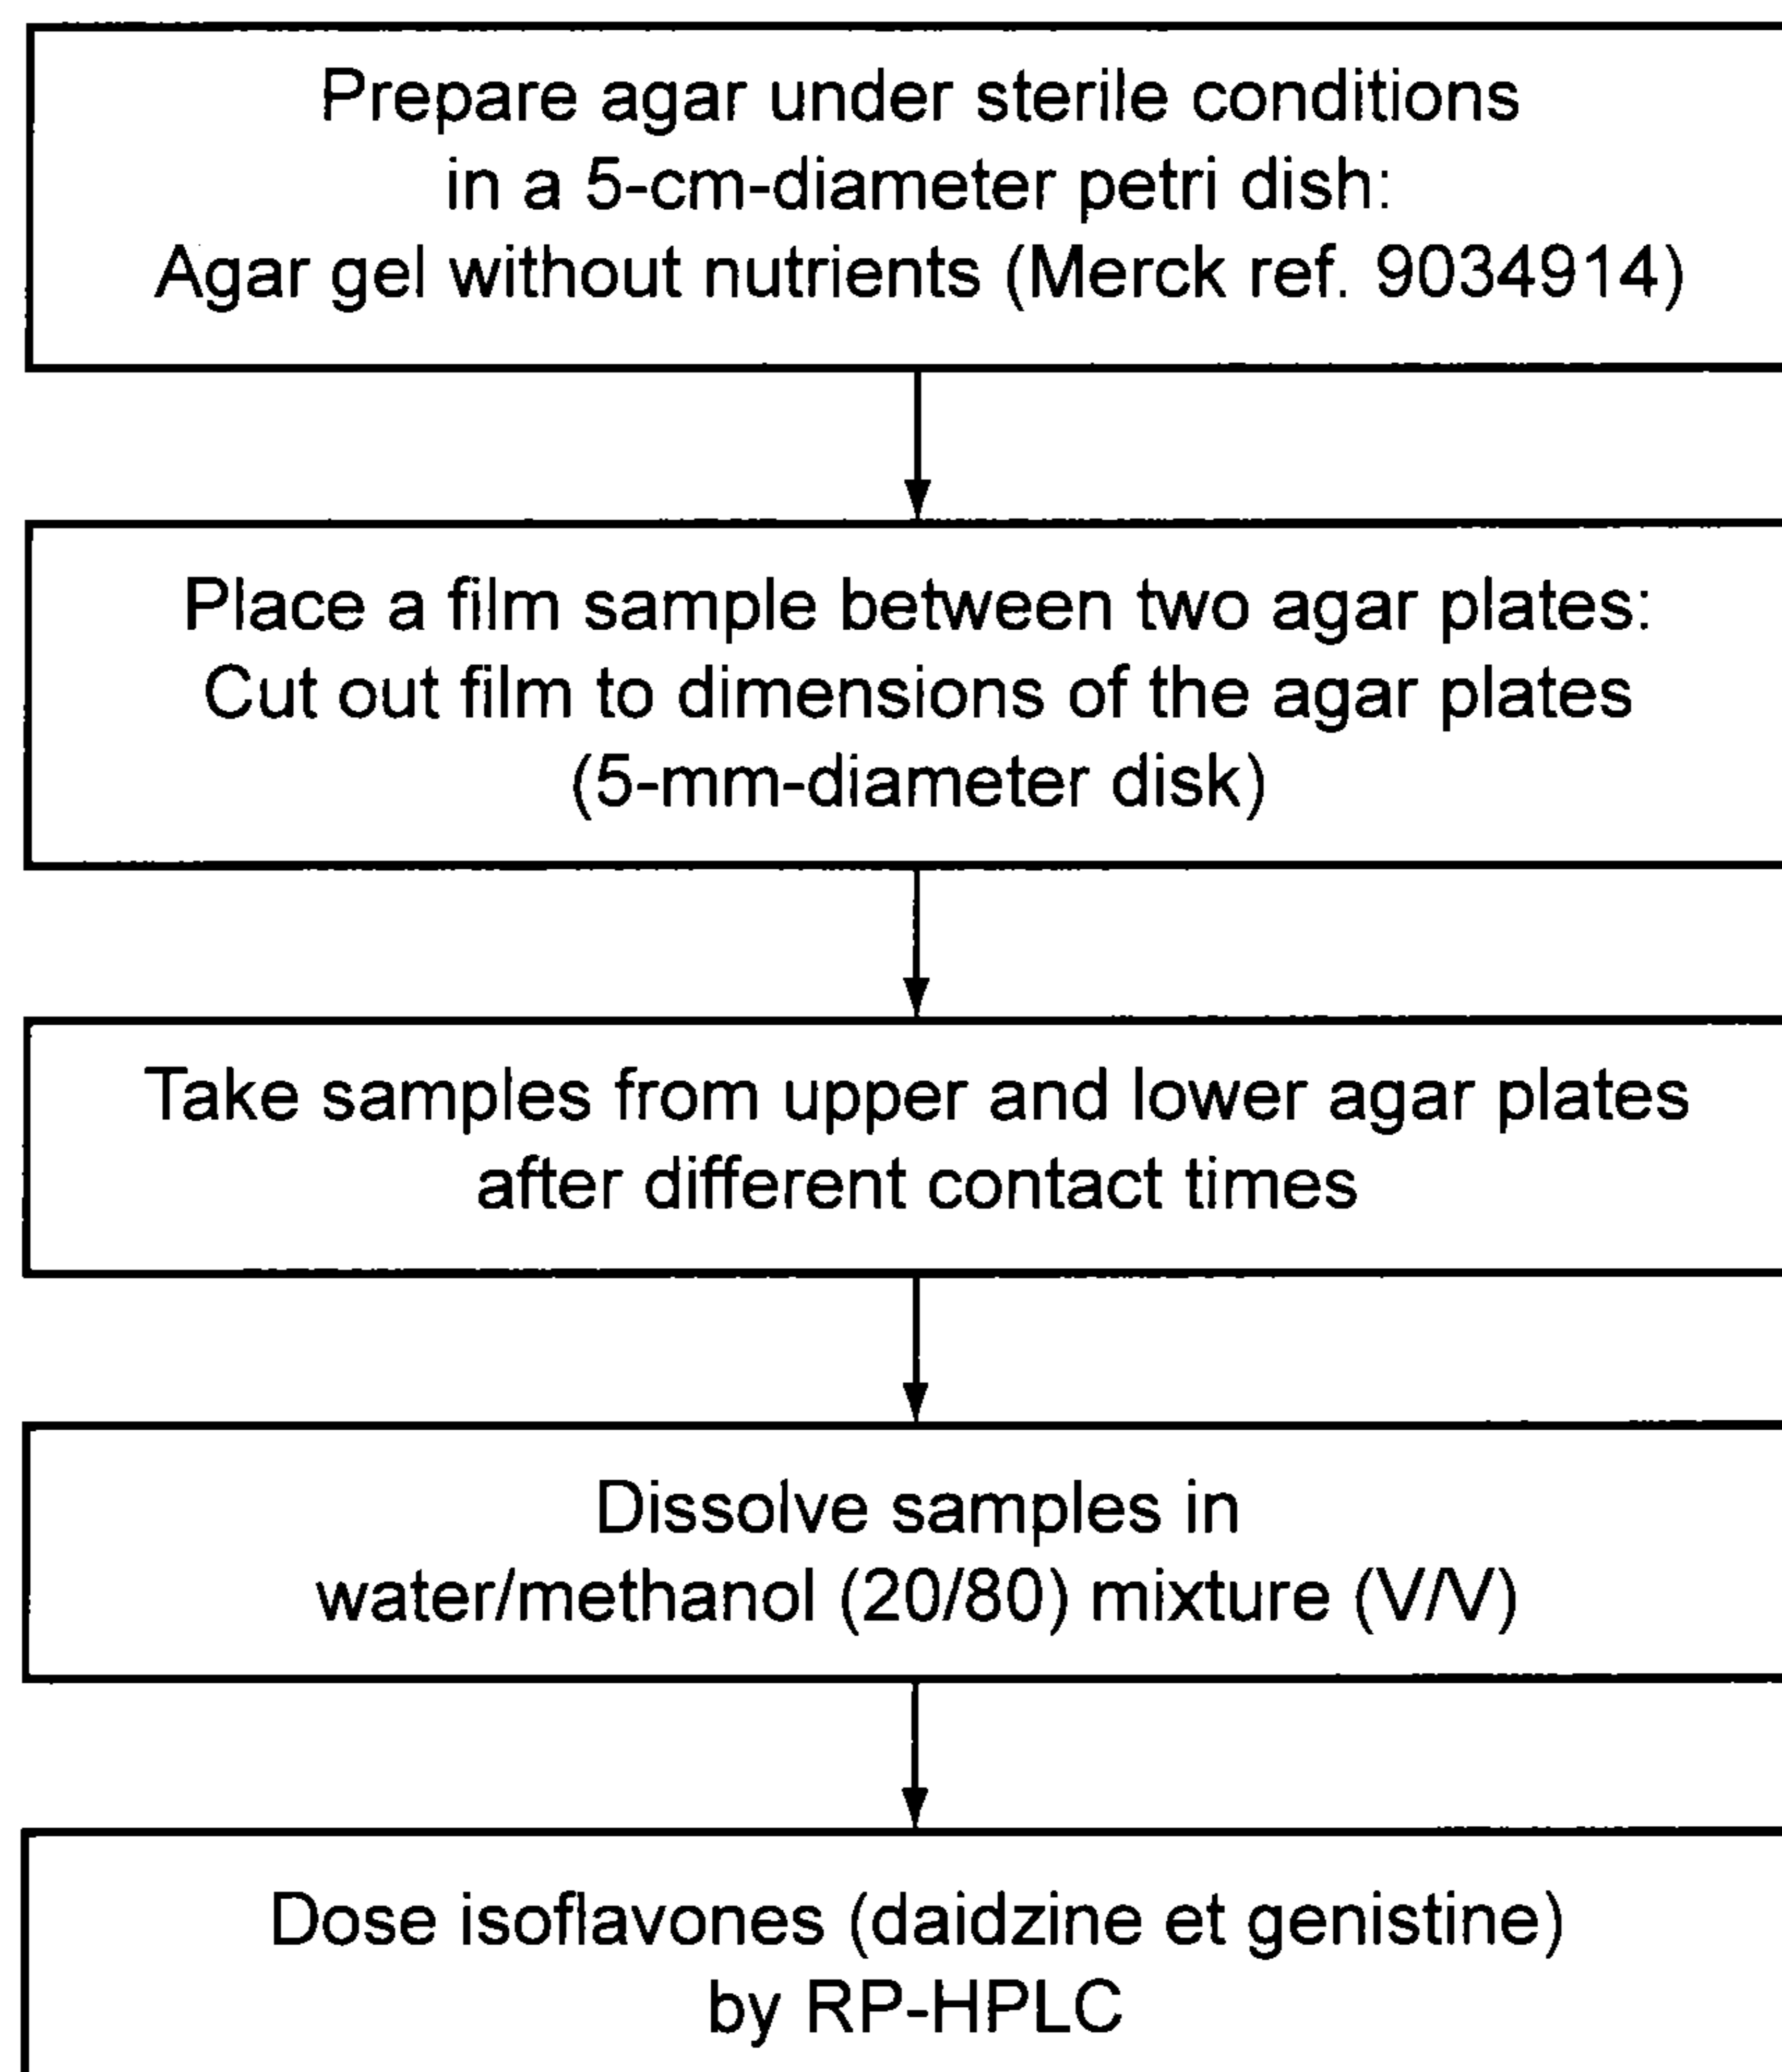 Prepare agar under sterile conditions
in a 5-cm-diameter petri dish:
Agar gel without nutrients (Merck ref. 9034914)
Place a film sample between two agar plates:
Cut out film to dimensions of the agar plates
(5-mm-diameter disk)
Take samples from upper and lower agar plates
after different contact times
Dissolve samples in
water/methanol (20/80) mixture (V/V)
Dose isoflavones (daidzine et genistine)
by RP-HPLC